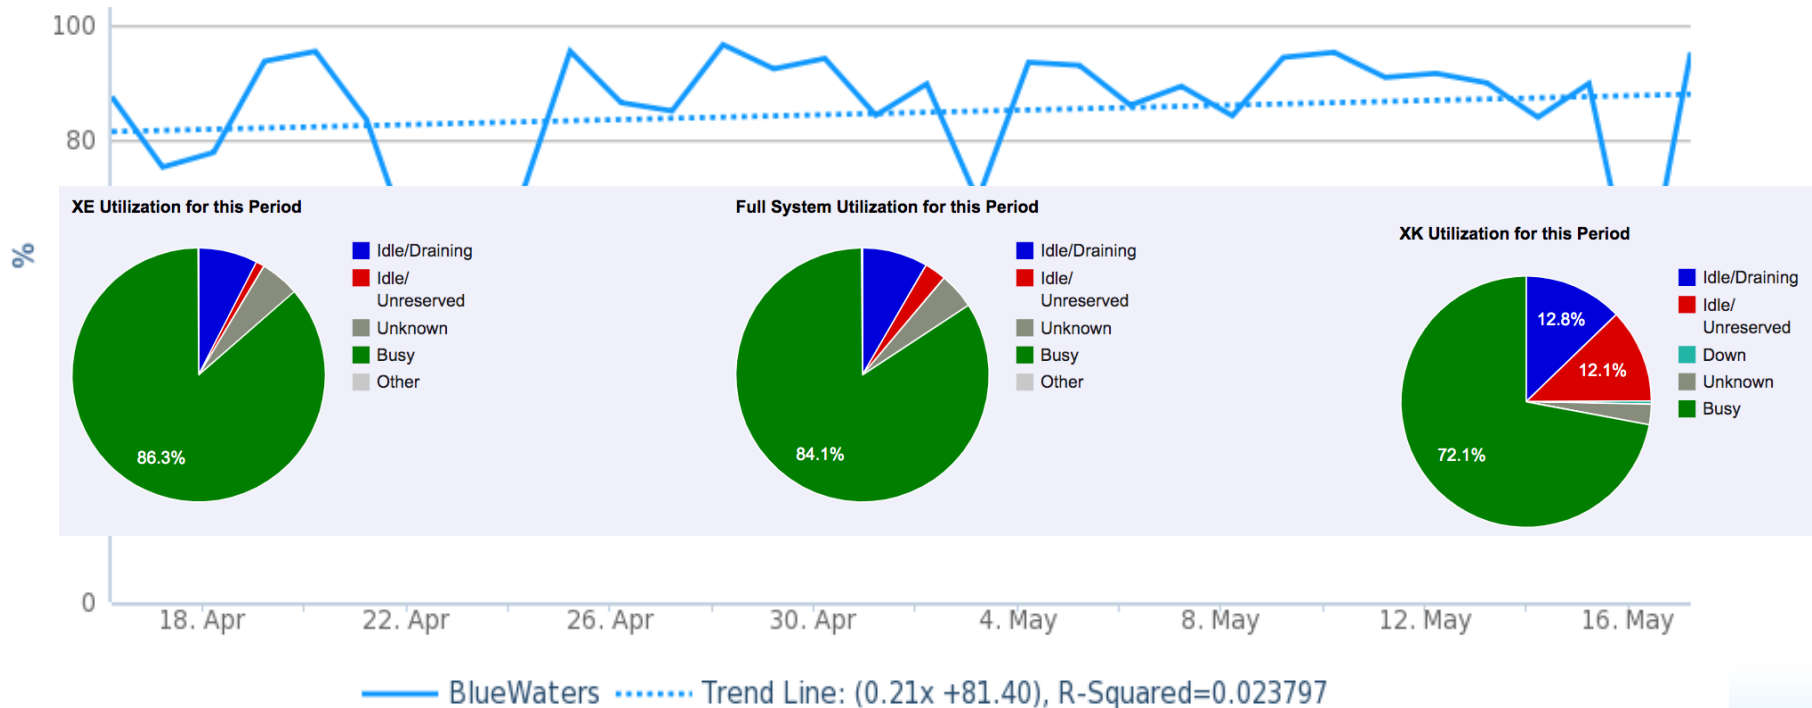 100
80
%
XE Utilization for this Period
Idle/Draining
Idle/
Unreserved
Unknown
Busy
Other
86.3%
Full System Utilization for this Period
Idle/Draining
Idle/
Unreserved
Unknown
Busy
Other
84.1%
XK Utilization for this Period
Idle/Draining
Idle/
Unreserved
Down
Unknown
Busy
12.8%
12.1%
72.1%
0
18. Apr 22. Apr 26. Apr 30. Apr 4. May 8. May 12. May 16. May
BlueWaters Trend Line: (0.21x +81.40), R-Squared=0.023797